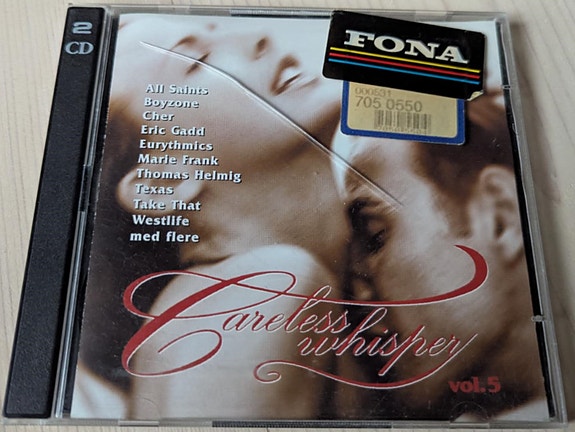 2
CD
FONA
000531
705 0550
All Saints
Boyzone
Cher
Eric Gadd
Eurythmics
Marie Frank
Thomas Helmig
Texas
Take That
Westlife
med flere
Careless
whisper
vol.5